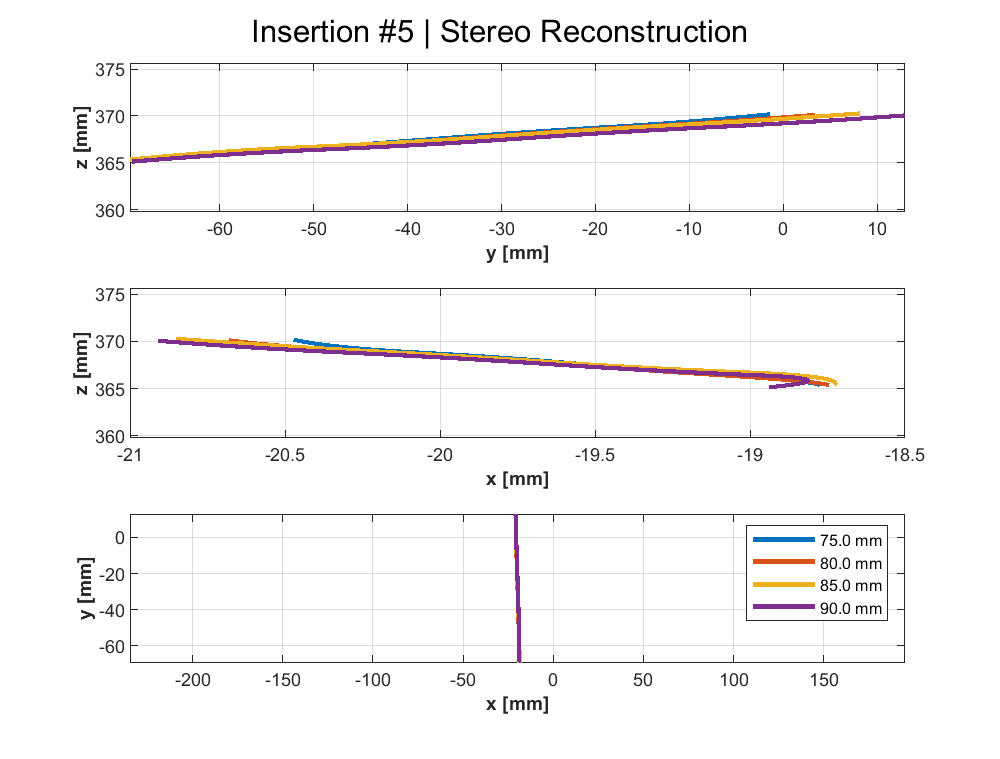 Insertion #5 | Stereo Reconstruction
375
370
365
360
z [mm]
-60 -50 -40 -30 -20 -10 0 10
y [mm]
375
370
365
360
z [mm]
-21 -20.5 -20 -19.5 -19 -18.5
x [mm]
0
-20
-40
-60
y [mm]
75.0 mm
80.0 mm
85.0 mm
90.0 mm
-200 -150 -100 -50 0 50 100 150
x [mm]